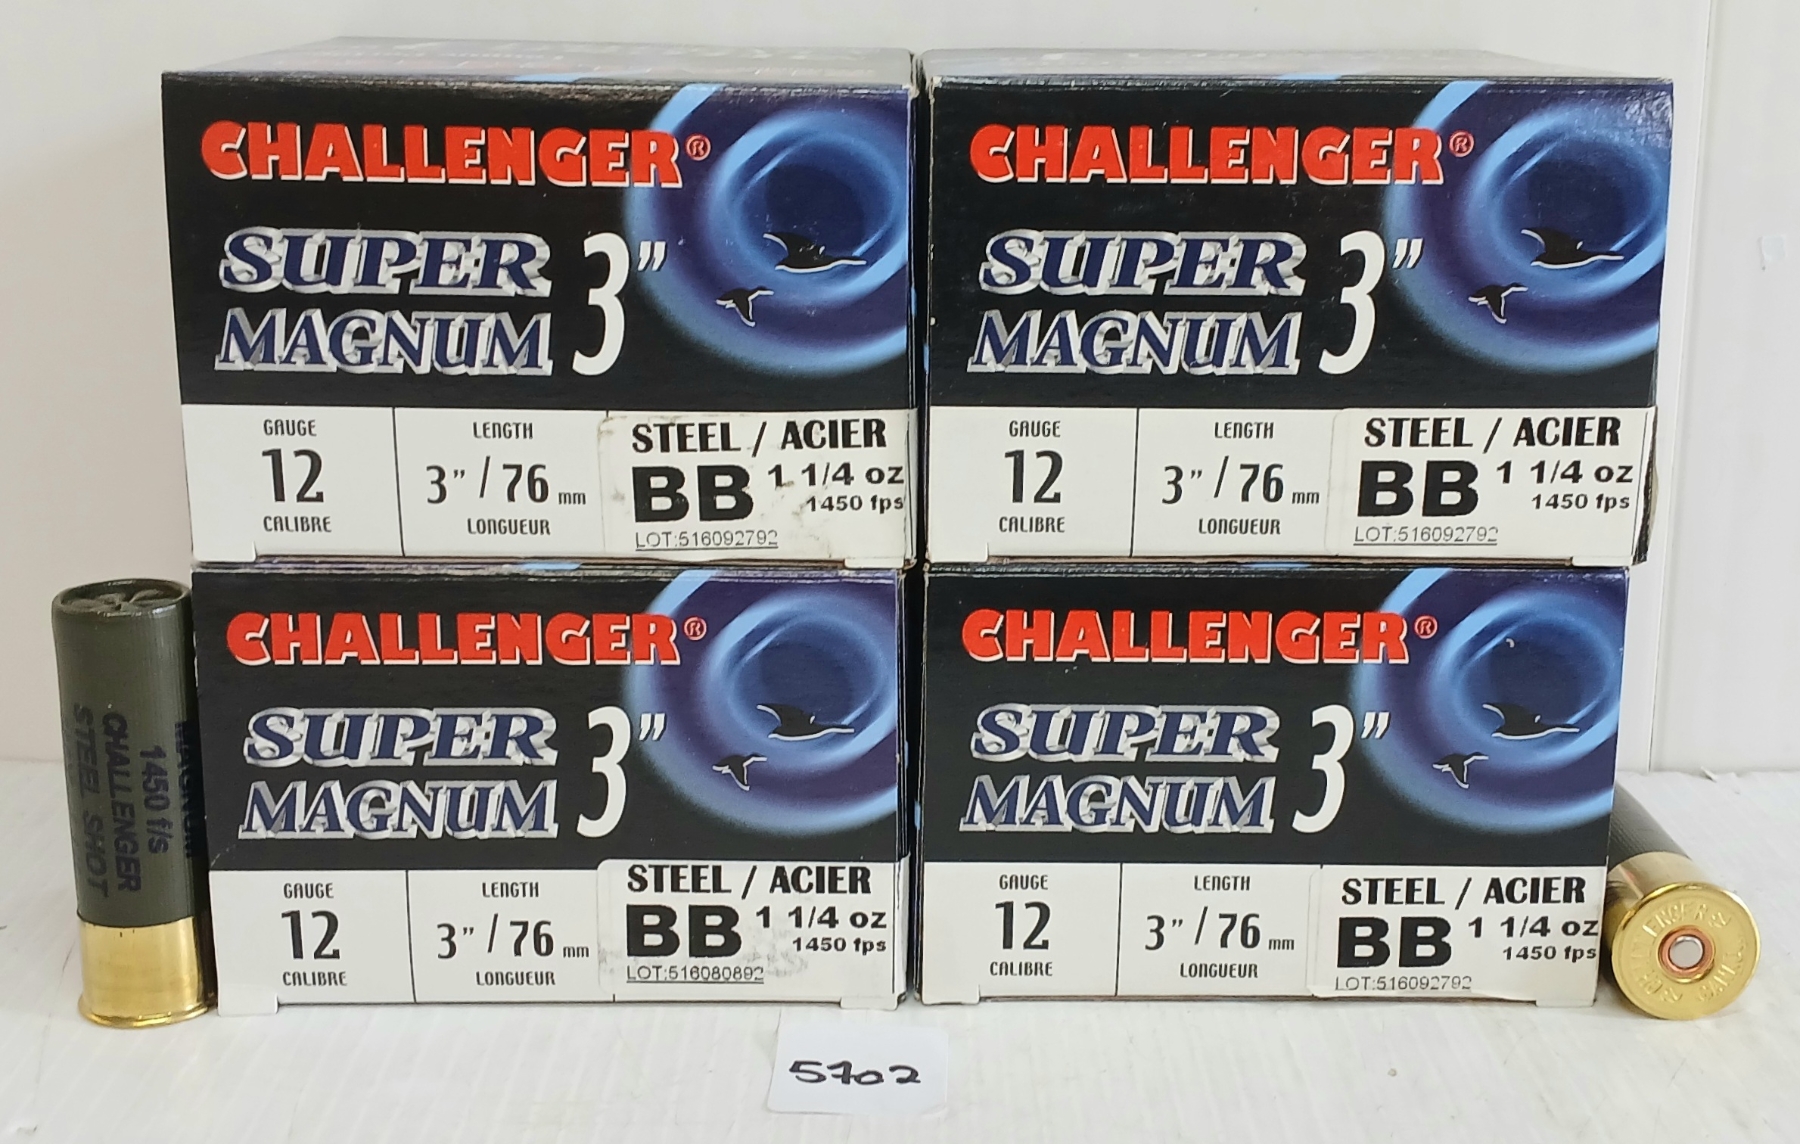 CHALLENGER®
SUPER
MAGNUM
3"
GAUGE
12
CALIBRE
LENGTH
3" / 76 mm
LONGUEUR
STEEL / ACIER
BB 1 1/4 oz
1450 fps
LOT:516092792
CHALLENGER®
SUPER
MAGNUM
3"
GAUGE
12
CALIBRE
LENGTH
3" / 76 mm
LONGUEUR
STEEL / ACIER
BB 1 1/4 oz
1450 fps
LOT:516092792
CHALLENGER®
SUPER
MAGNUM
3"
GAUGE
12
CALIBRE
LENGTH
3" / 76 mm
LONGUEUR
STEEL / ACIER
BB 1 1/4 oz
1450 fps
LOT:516080892
CHALLENGER®
SUPER
MAGNUM
3"
GAUGE
12
CALIBRE
LENGTH
3" / 76 mm
LONGUEUR
STEEL / ACIER
BB 1 1/4 oz
1450 fps
LOT:516092792
1450 f/s
CHALLENGER
STEEL SHOT
5702